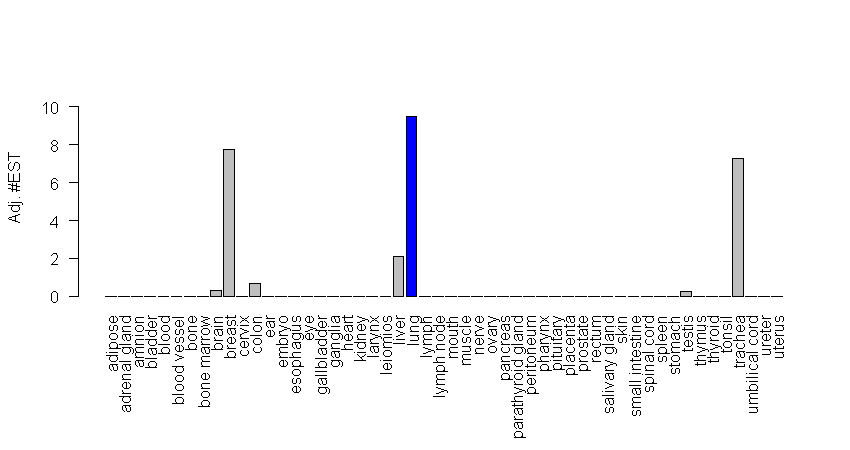 Adj. #EST
10
8
6
4
2
0
adipose
adrenal gland
amnion
bladder
blood
blood vessel
bone
bone marrow
brain
breast
cervix
colon
ear
embryo
esophagus
eye
gallbladder
ganglia
heart
kidney
larynx
leiomios
liver
lung
lymph
lymph node
mouth
muscle
nerve
ovary
pancreas
parathyroid gland
peritoneum
pharynx
pituitary
placenta
prostate
rectum
salivary gland
skin
small intestine
spinal cord
spleen
stomach
testis
thymus
thyroid
tonsil
trachea
umbilical cord
ureter
uterus